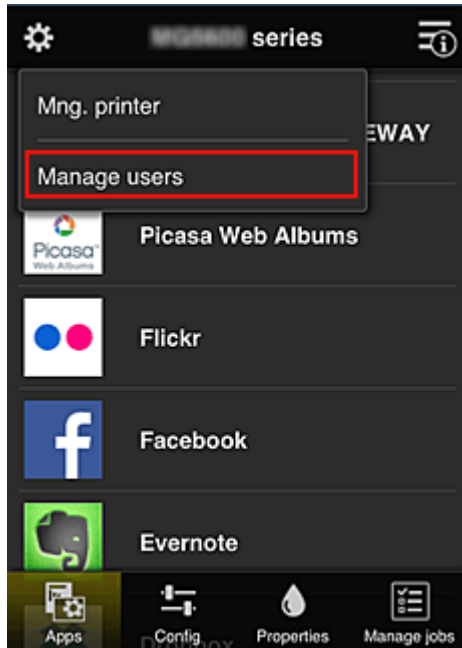 series
Mng. printer
EWAY
Manage users
Picasa
Web Albums
Picasa Web Albums
Flickr
f
Facebook
Evernote
Apps
Config
Properties
Manage jobs